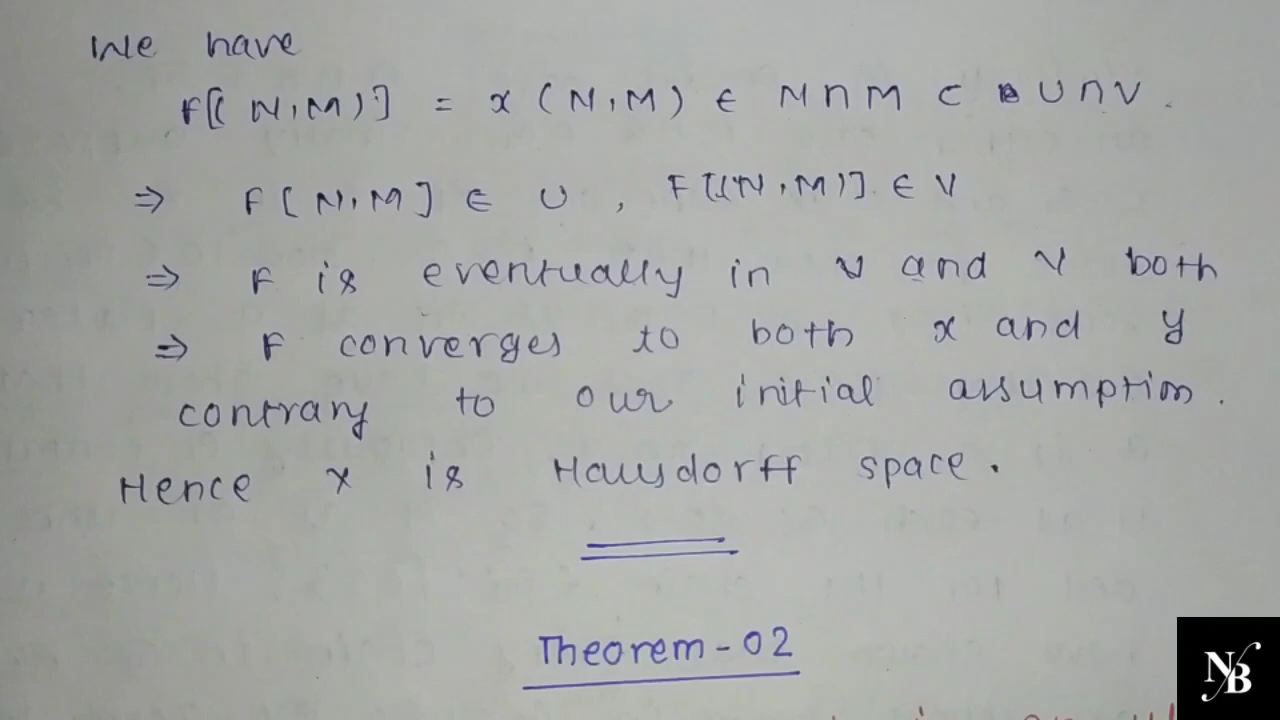 We have
F[(N,M)] = x(N,M) ∈ N∩M ⊂ U∩V.
⇒ F[N,M] ∈ U, F[(N,M)] ∈ V
⇒ F is eventually in U and V both
⇒ F converges to both x and y
contrary to our initial assumption.
Hence X is Hausdorff space.
Theorem-02
NB